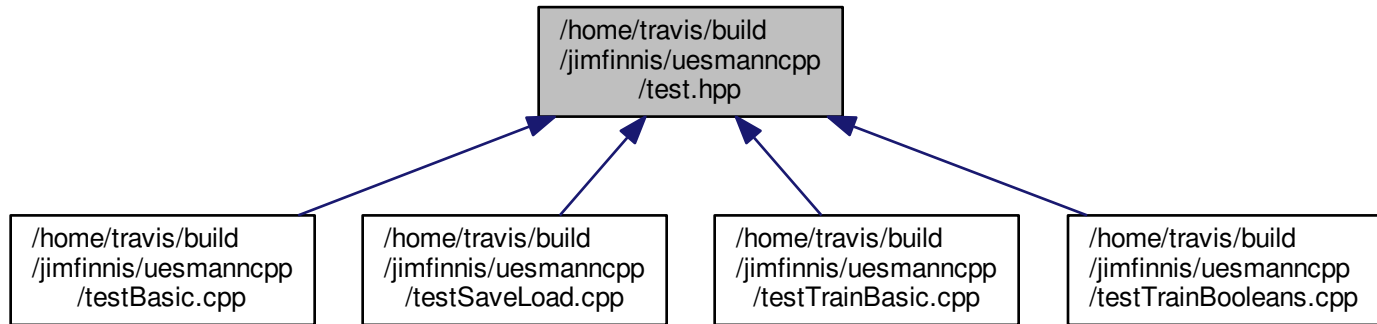 /home/travis/build
/jimfinnis/uesmanncpp
/test.hpp
/home/travis/build
/jimfinnis/uesmanncpp
/testBasic.cpp
/home/travis/build
/jimfinnis/uesmanncpp
/testSaveLoad.cpp
/home/travis/build
/jimfinnis/uesmanncpp
/testTrainBasic.cpp
/home/travis/build
/jimfinnis/uesmanncpp
/testTrainBooleans.cpp